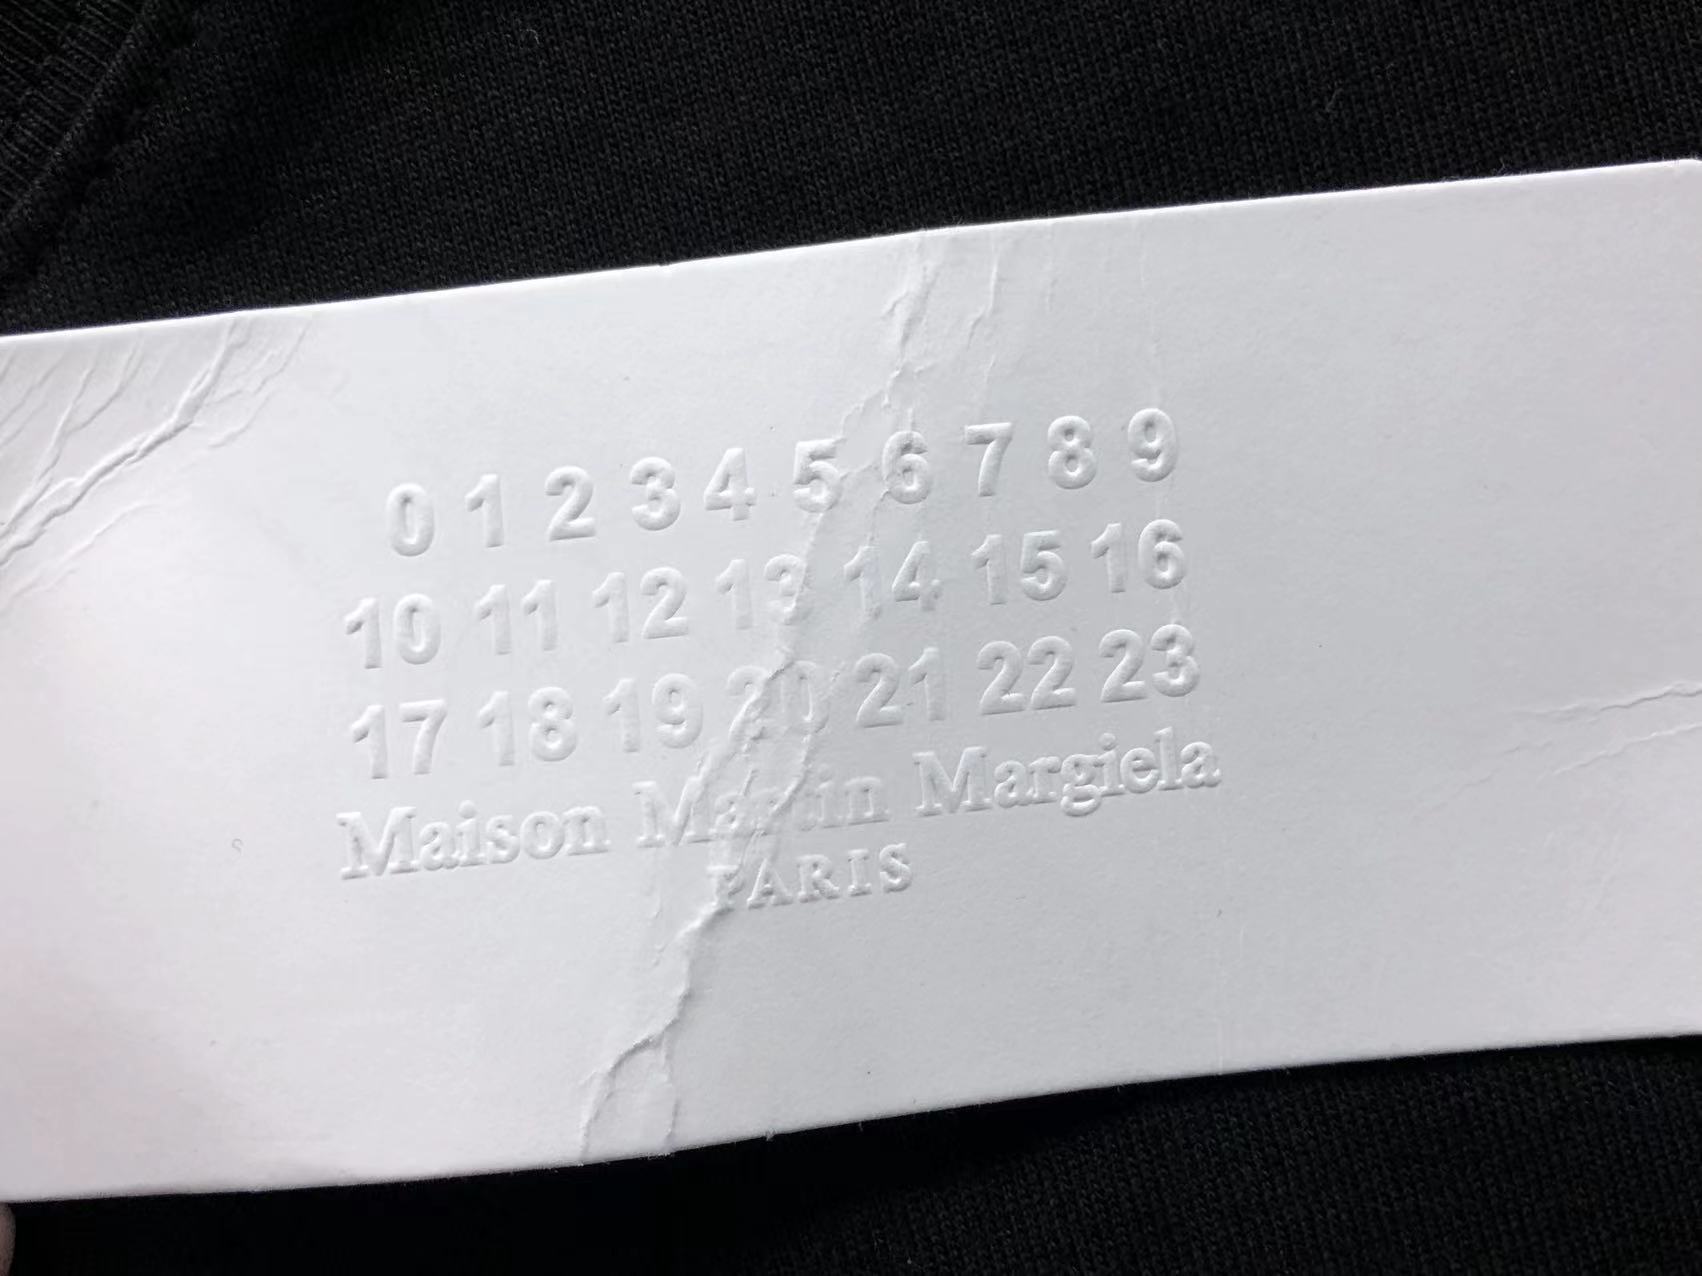 0 1 2 3 4 5 6 7 8 9
10 11 12 13 14 15 16
17 18 19 20 21 22 23
Maison Martin Margiela
PARIS